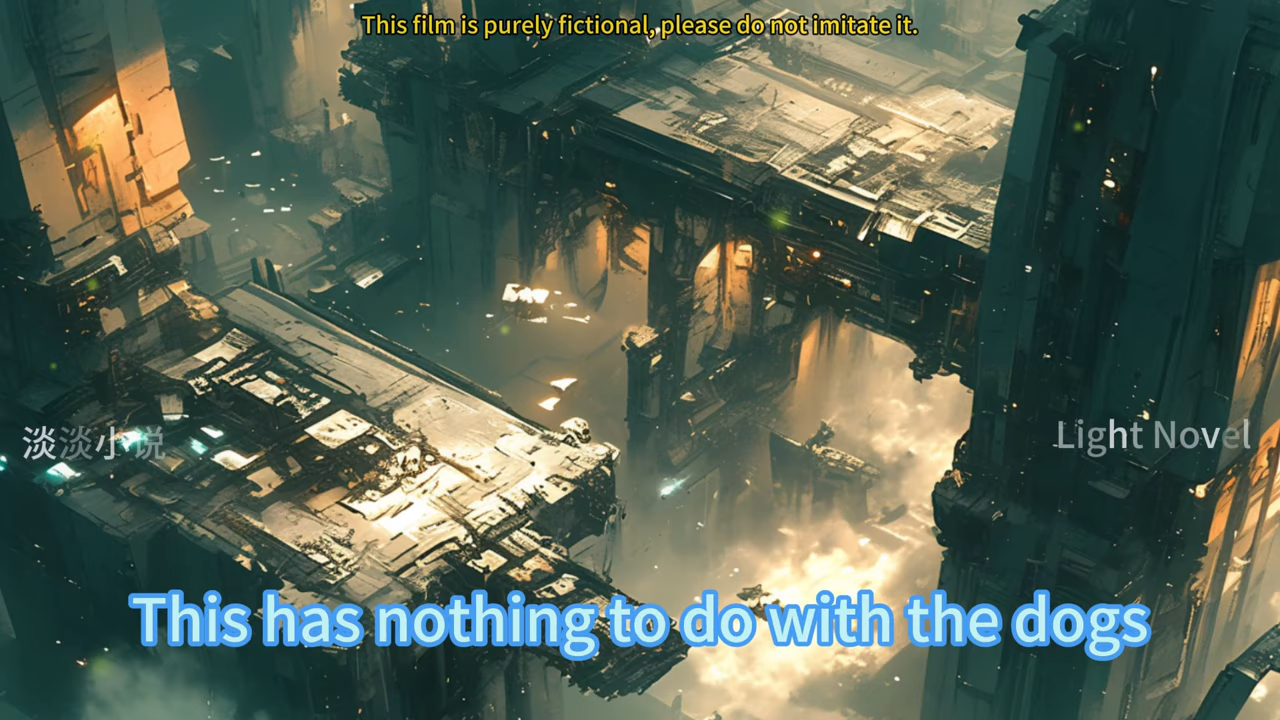 This film is purely fictional, please do not imitate it.
淡淡小说
Light Novel
This has nothing to do with the dogs